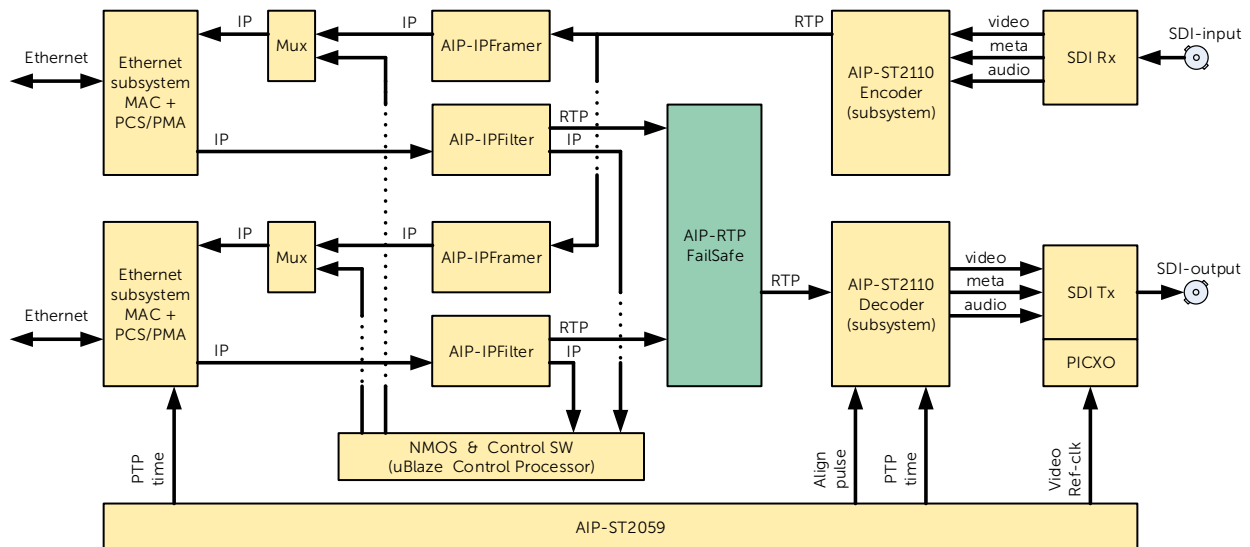 IP
IP
RTP
video
meta
audio
SDI-input
Ethernet
Ethernet
subsystem
MAC +
PCS/PMA
Mux
AIP-IPFramer
AIP-ST2110
Encoder
(subsystem)
SDI Rx
IP
AIP-IPFilter
RTP
IP
AIP-RTP
FailSafe
IP
IP
Ethernet
Ethernet
subsystem
MAC +
PCS/PMA
Mux
AIP-IPFramer
RTP
AIP-ST2110
Decoder
(subsystem)
video
meta
audio
SDI Tx
SDI-output
IP
AIP-IPFilter
RTP
IP
PICXO
NMOS & Control SW
(uBlaze Control Processor)
PTP
time
Align
pulse
PTP
time
Video
Ref-clk
AIP-ST2059